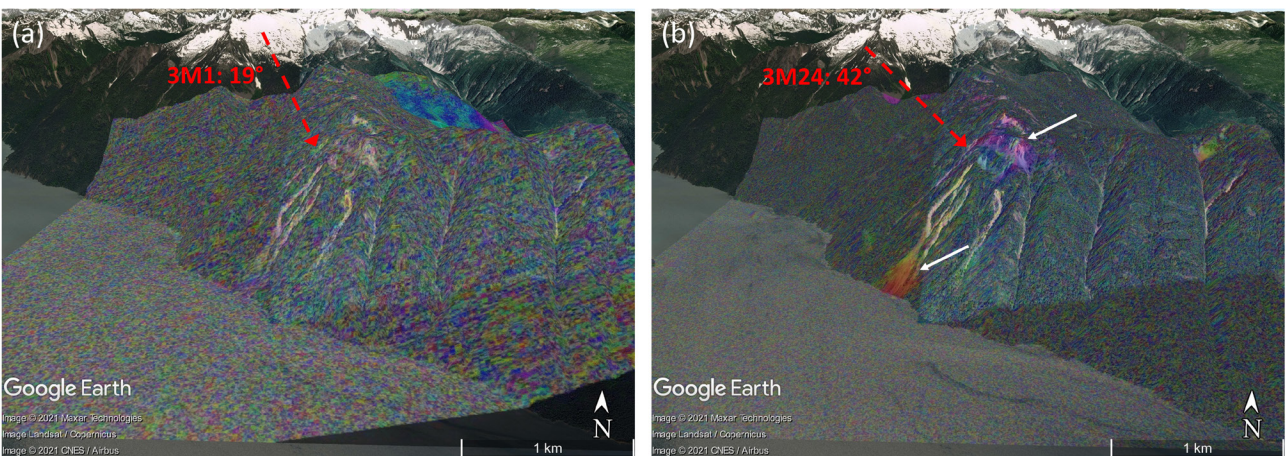 (a)
3M1: 19°
Google Earth
Image © 2021 Maxar Technologies
Image Landsat / Copernicus
Image © 2021 CNES / Airbus
N
1 km
(b)
3M24: 42°
Google Earth
Image © 2021 Maxar Technologies
Image Landsat / Copernicus
Image © 2021 CNES / Airbus
N
1 km